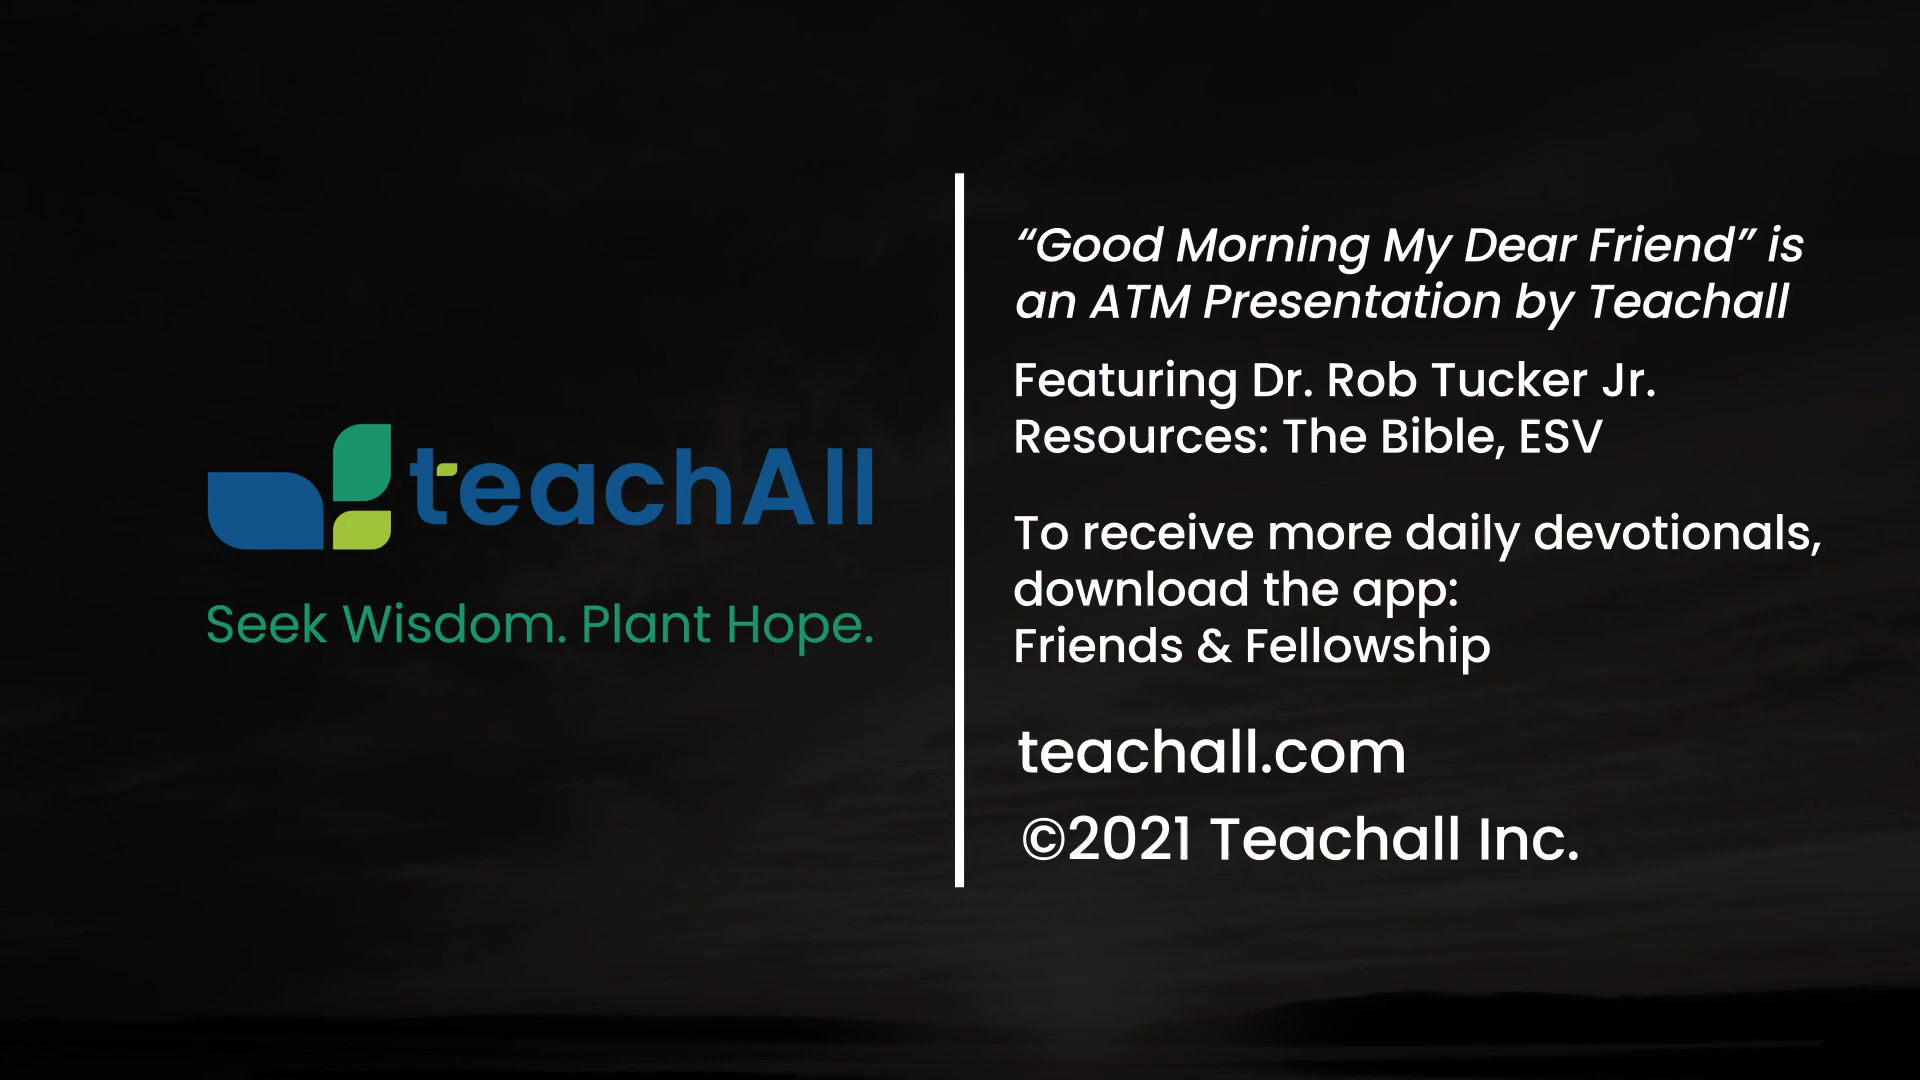 teachAll
Seek Wisdom. Plant Hope.
“Good Morning My Dear Friend” is
an ATM Presentation by Teachall
Featuring Dr. Rob Tucker Jr.
Resources: The Bible, ESV
To receive more daily devotionals,
download the app:
Friends & Fellowship
teachall.com
©2021 Teachall Inc.